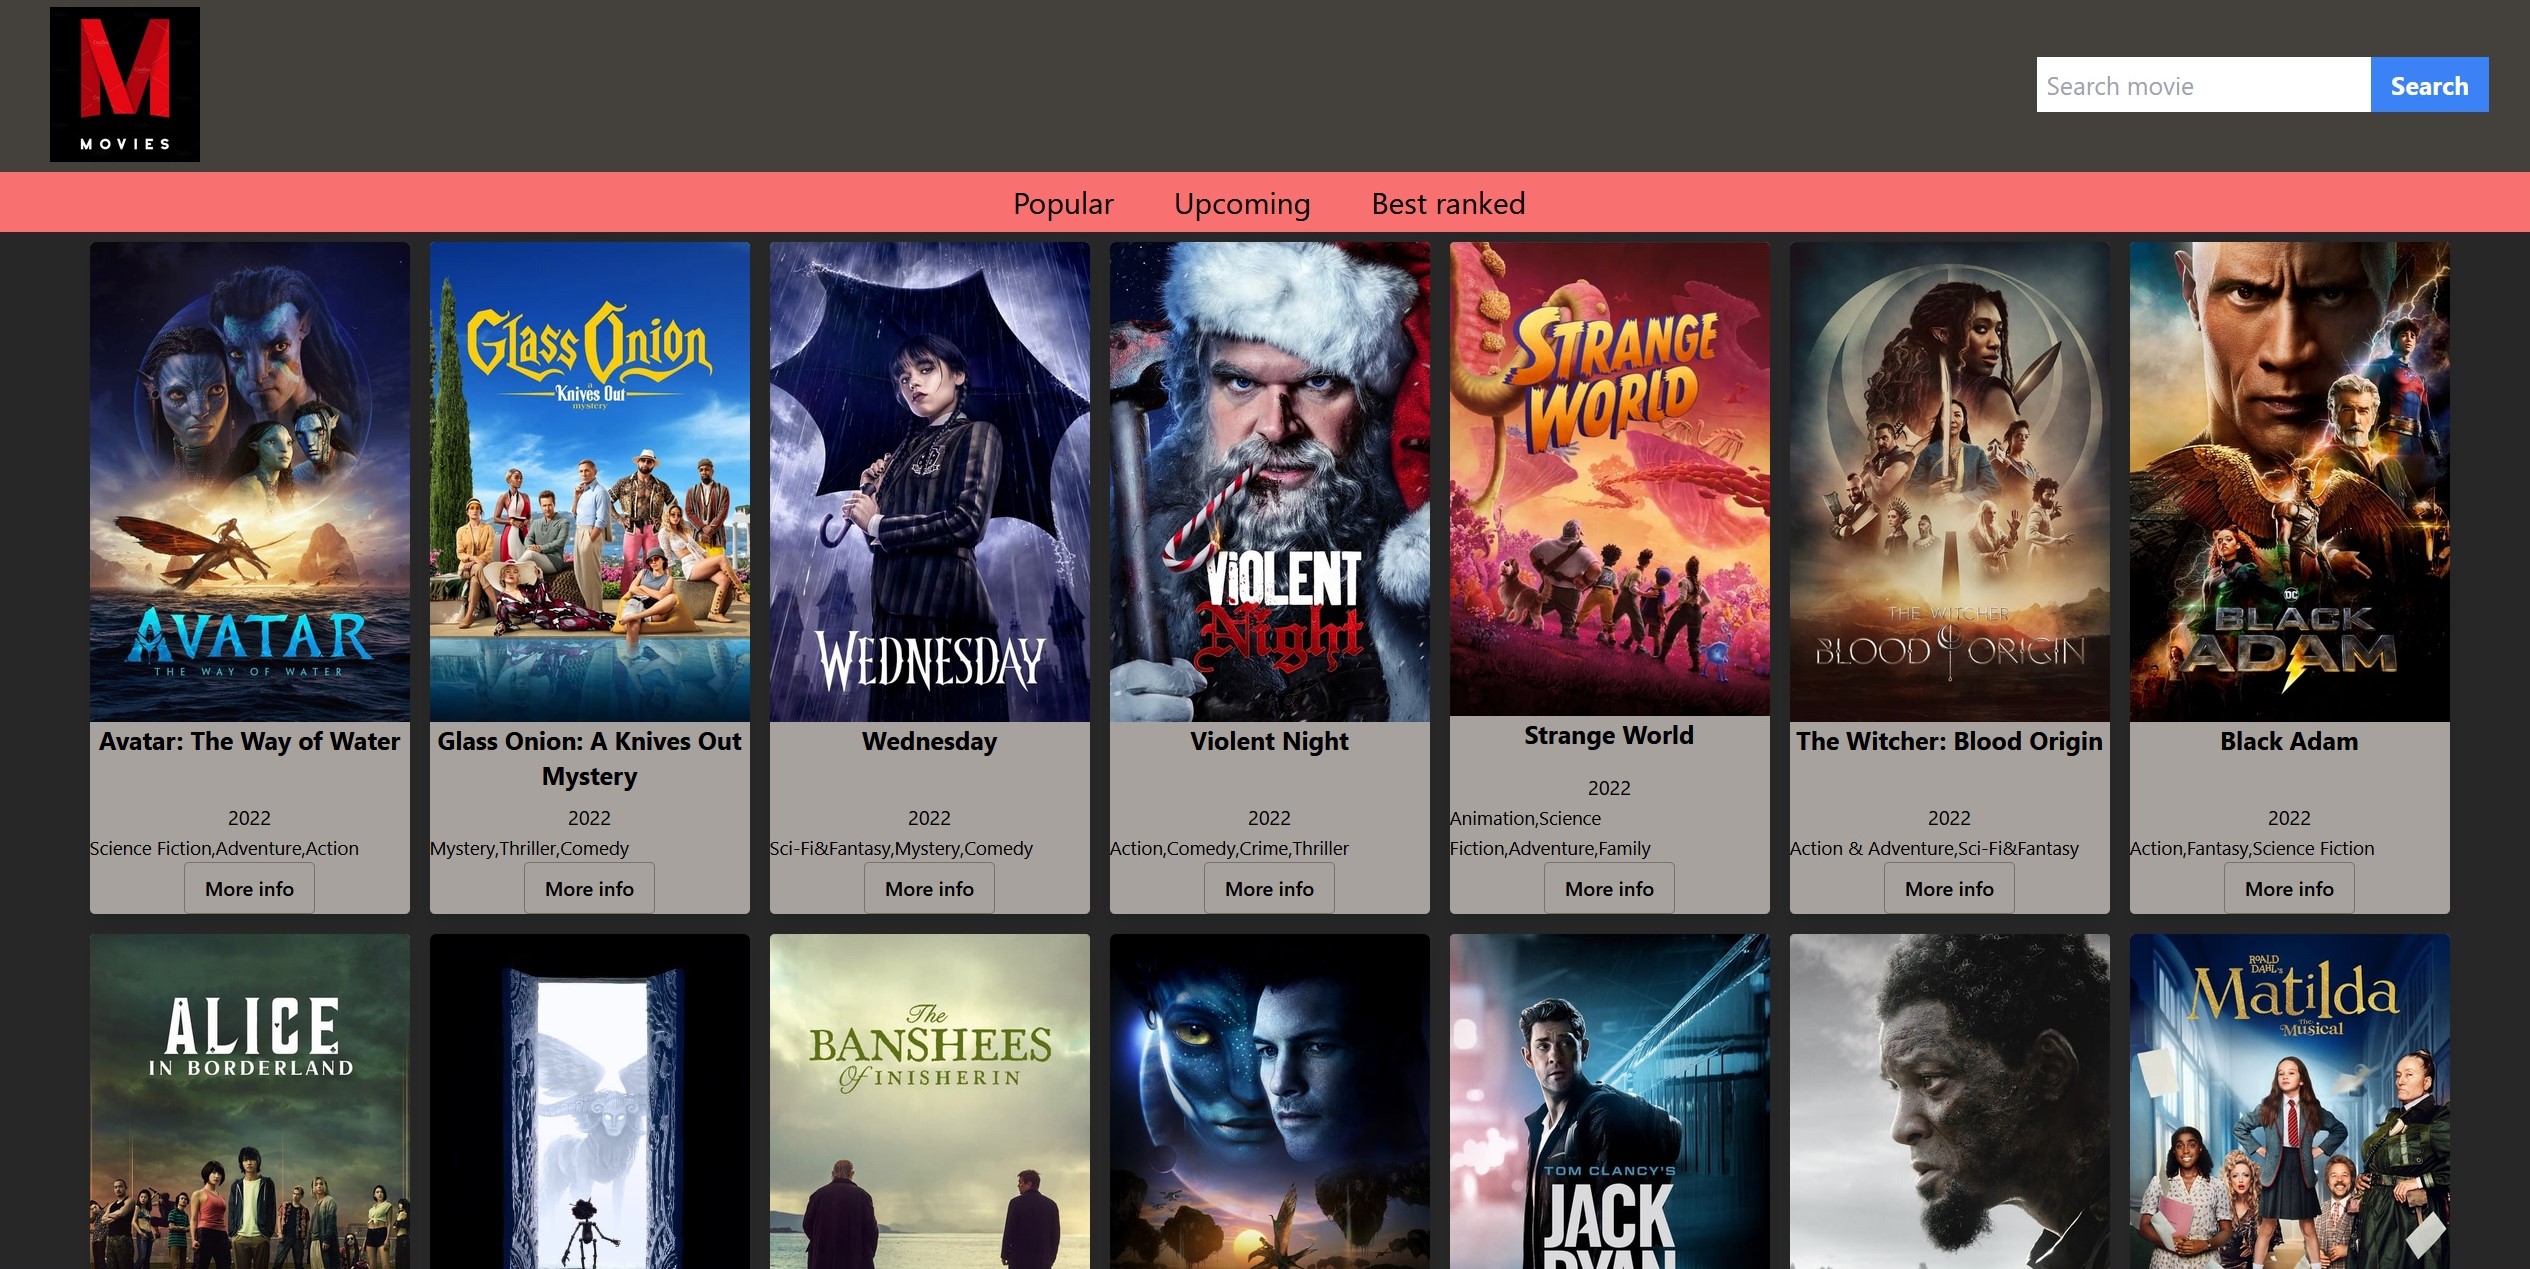 M
MOVIES
Search movie
Search
Popular
Upcoming
Best ranked
Glass Onion
a
Knives Out
mystery
STRANGE
WORLD
VIOLENT
Night
THE WITCHER
BLOOD ORIGIN
DC
BLACK
ADAM
AVATAR
THE WAY OF WATER
WEDNESDAY
Avatar: The Way of Water
2022
Science Fiction,Adventure,Action
More info
Glass Onion: A Knives Out
Mystery
2022
Mystery,Thriller,Comedy
More info
Wednesday
2022
Sci-Fi&Fantasy,Mystery,Comedy
More info
Violent Night
2022
Action,Comedy,Crime,Thriller
More info
Strange World
2022
Animation,Science
Fiction,Adventure,Family
More info
The Witcher: Blood Origin
2022
Action & Adventure,Sci-Fi&Fantasy
More info
Black Adam
2022
Action,Fantasy,Science Fiction
More info
ALICE
IN BORDERLAND
The
BANSHEES
Of INISHERIN
TOM CLANCY'S
JACK
RYAN
ROALD
DAHL'S
Matilda
The
Musical